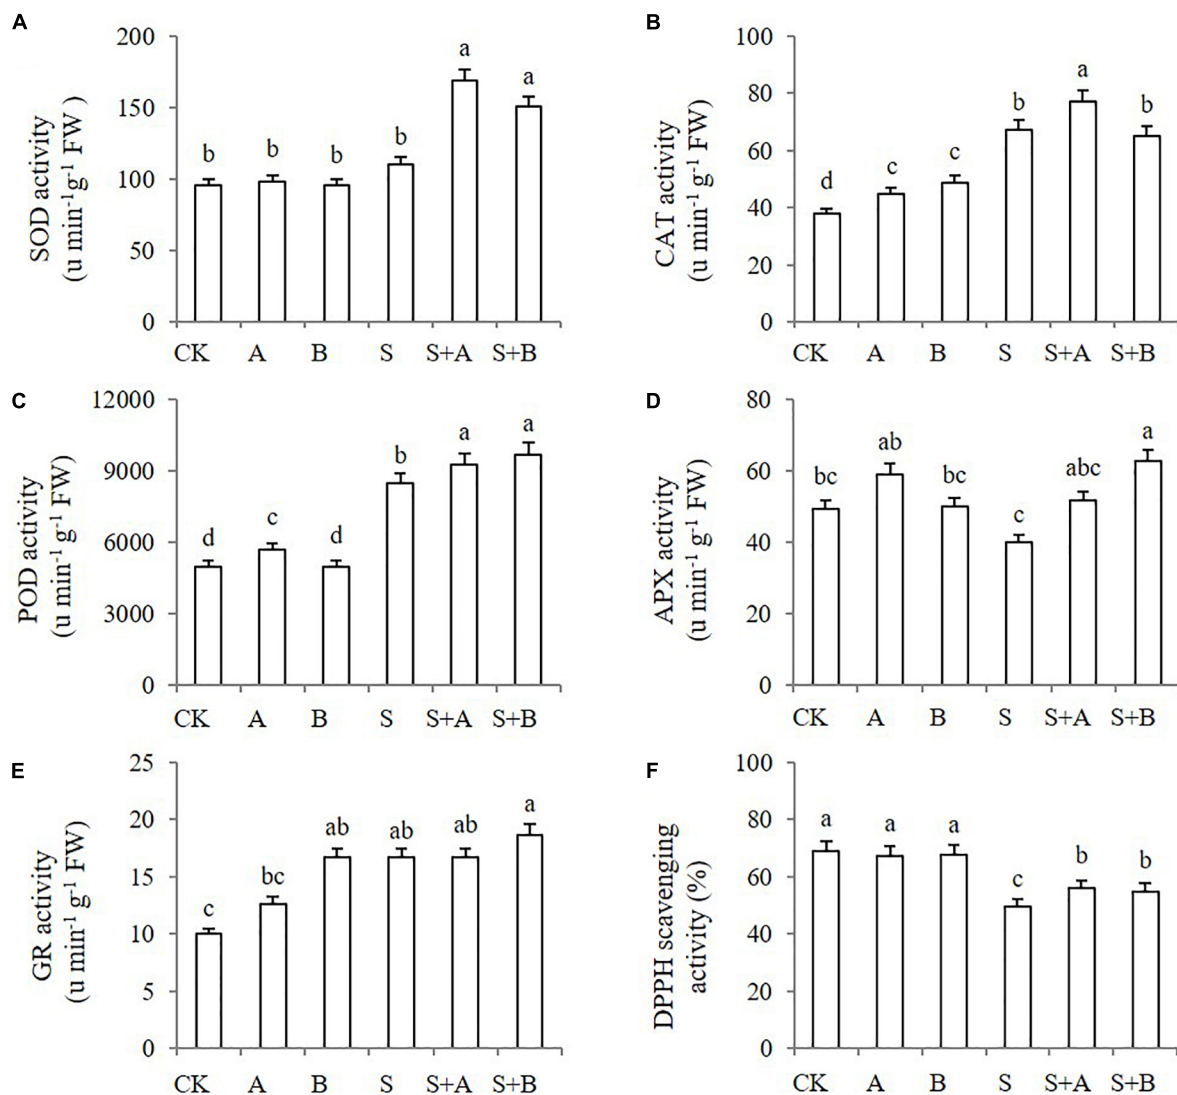 A
SOD activity
(u min-1g-1 FW )
200
150
100
50
0
b
b
b
b
a
a
CK A B S S+A S+B
B
CAT activity
(u min-1 g-1 FW)
100
80
60
40
20
0
d
c
c
b
a
b
CK A B S S+A S+B
C
POD activity
(u min-1 g-1 FW)
12000
9000
6000
3000
0
d
c
d
b
a
a
CK A B S S+A S+B
D
APX activity
(u min-1 g-1 FW)
80
60
40
20
0
bc
ab
bc
c
abc
a
CK A B S S+A S+B
E
GR activity
(u min-1 g-1 FW)
25
20
15
10
5
0
c
bc
ab
ab
ab
a
CK A B S S+A S+B
F
DPPH scavenging
activity (%)
100
80
60
40
20
0
a
a
a
c
b
b
CK A B S S+A S+B